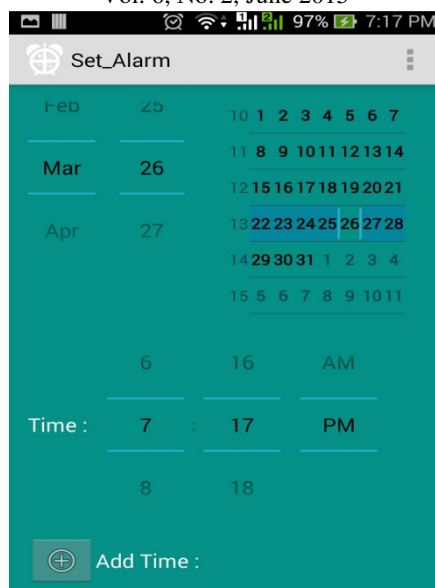 Vol. 6, No. 2, June 2015
97% 7:17 PM
Set_Alarm
Feb 25
Mar 26
Apr 27
10 1 2 3 4 5 6 7
11 8 9 10 11 12 13 14
12 15 16 17 18 19 20 21
13 22 23 24 25 26 27 28
14 29 30 31 1 2 3 4
15 5 6 7 8 9 10 11
6 16 AM
Time : 7 : 17 PM
8 18
Add Time :